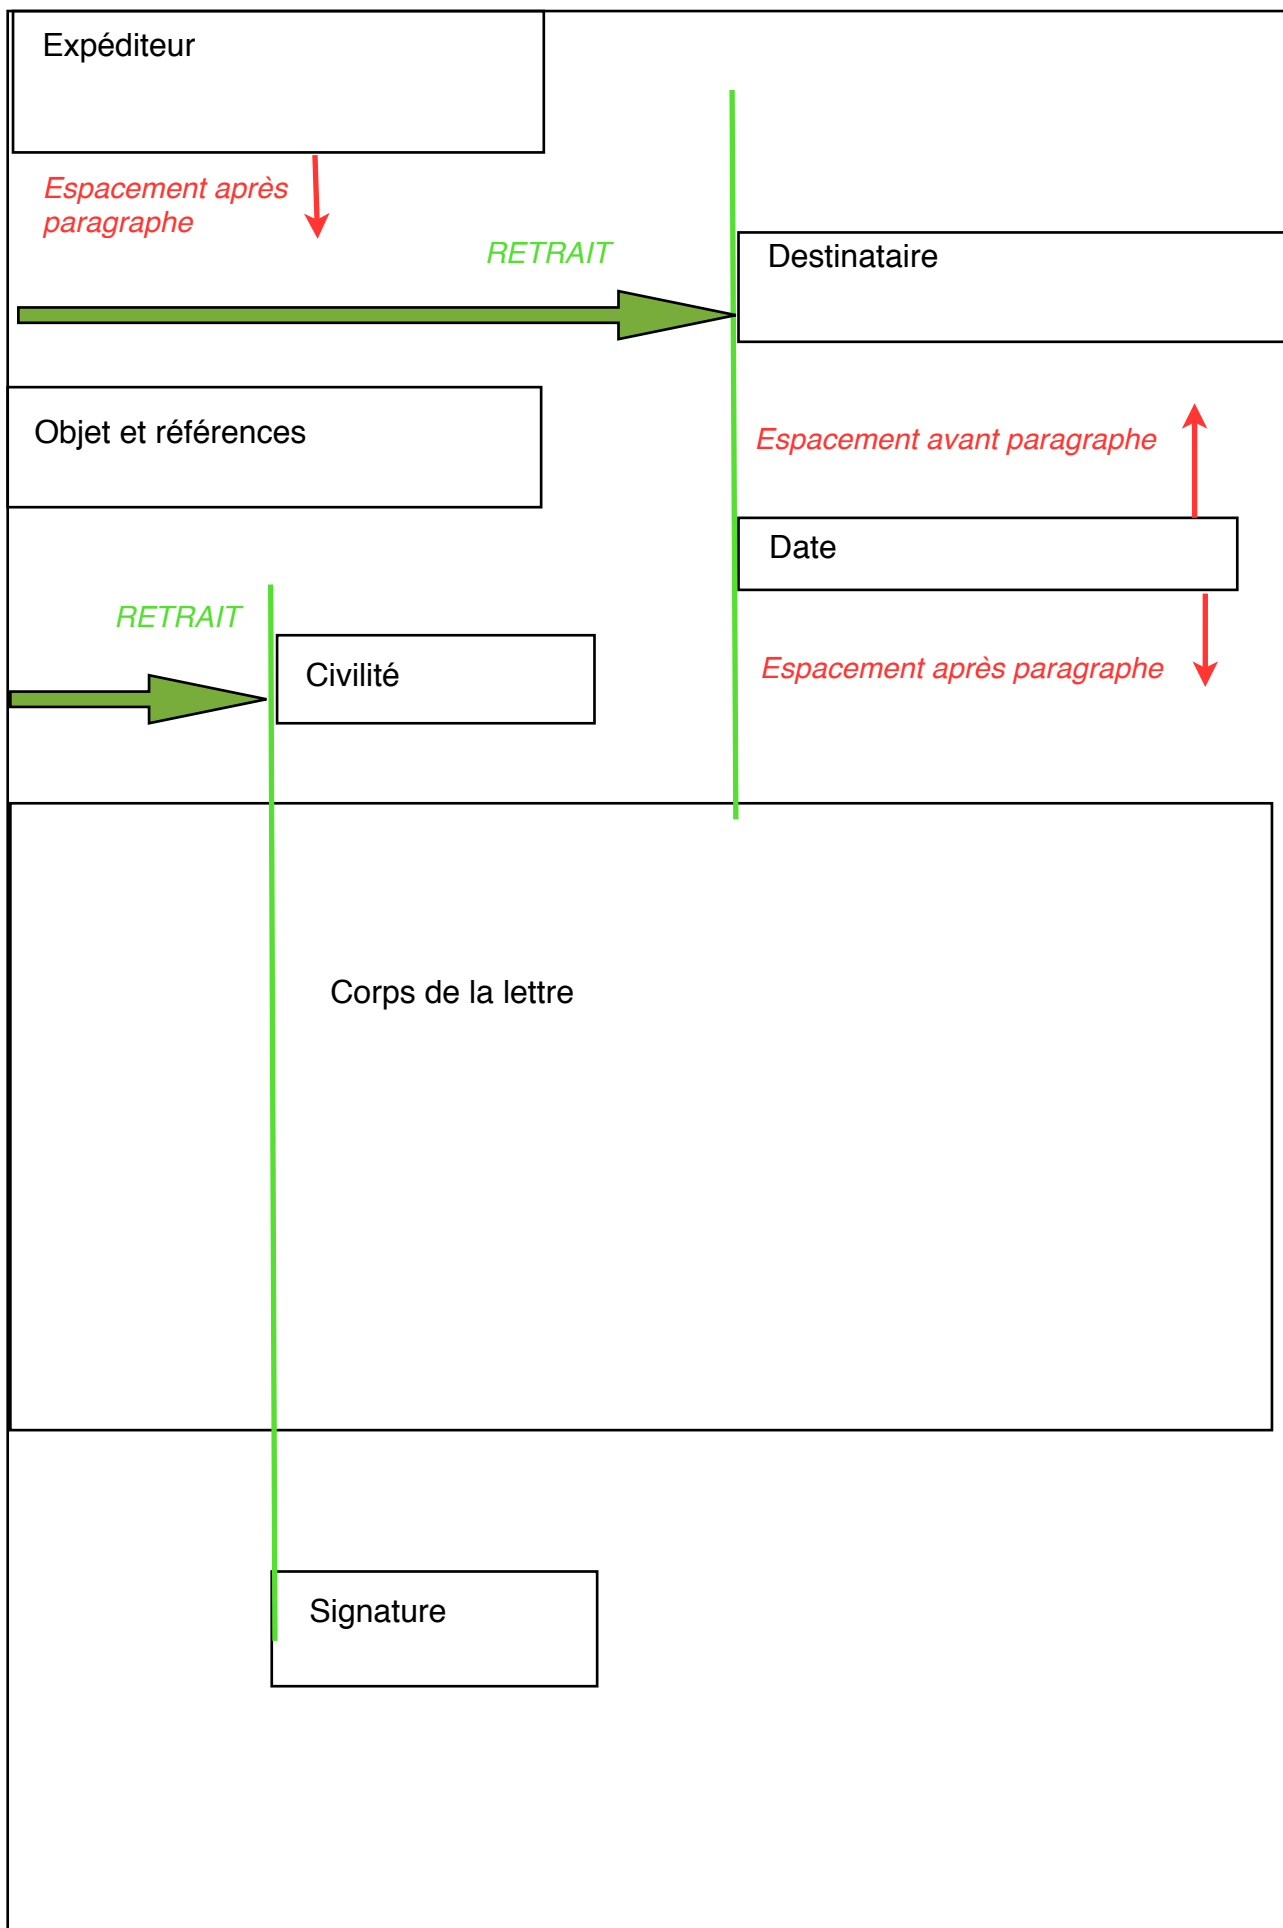 Expéditeur
Espacement après
paragraphe
RETRAIT
Destinataire
Objet et références
Espacement avant paragraphe
Date
RETRAIT
Civilité
Espacement après paragraphe
Corps de la lettre
Signature